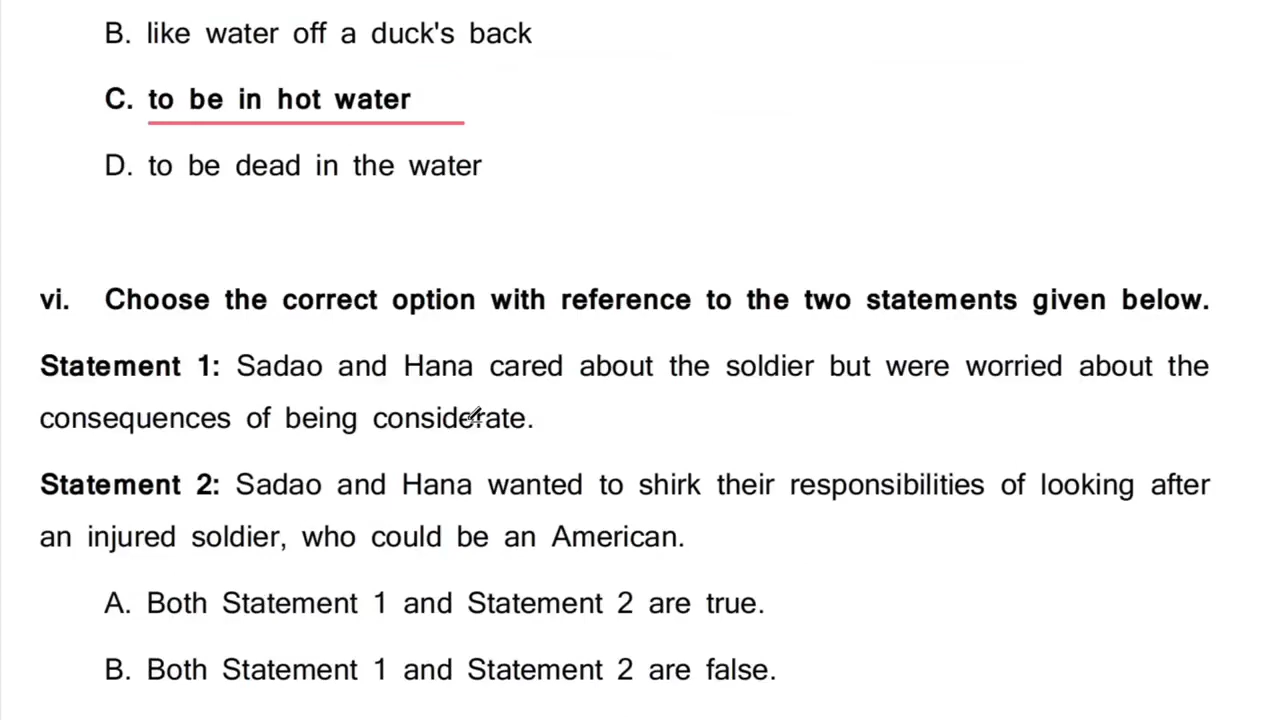 B. like water off a duck's back
C. to be in hot water
D. to be dead in the water
vi. Choose the correct option with reference to the two statements given below.
Statement 1: Sadao and Hana cared about the soldier but were worried about the
consequences of being considerate.
Statement 2: Sadao and Hana wanted to shirk their responsibilities of looking after
an injured soldier, who could be an American.
A. Both Statement 1 and Statement 2 are true.
B. Both Statement 1 and Statement 2 are false.